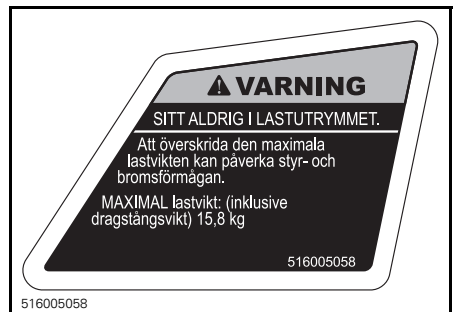 VARNING
SITT ALDRIG I LASTUTRYMMET.
Att överskrida den maximala
lastvikten kan påverka styr- och
bromsförmågan.
MAXIMAL lastvikt: (inklusive
dragstångsvikt) 15,8 kg
516005058
516005058